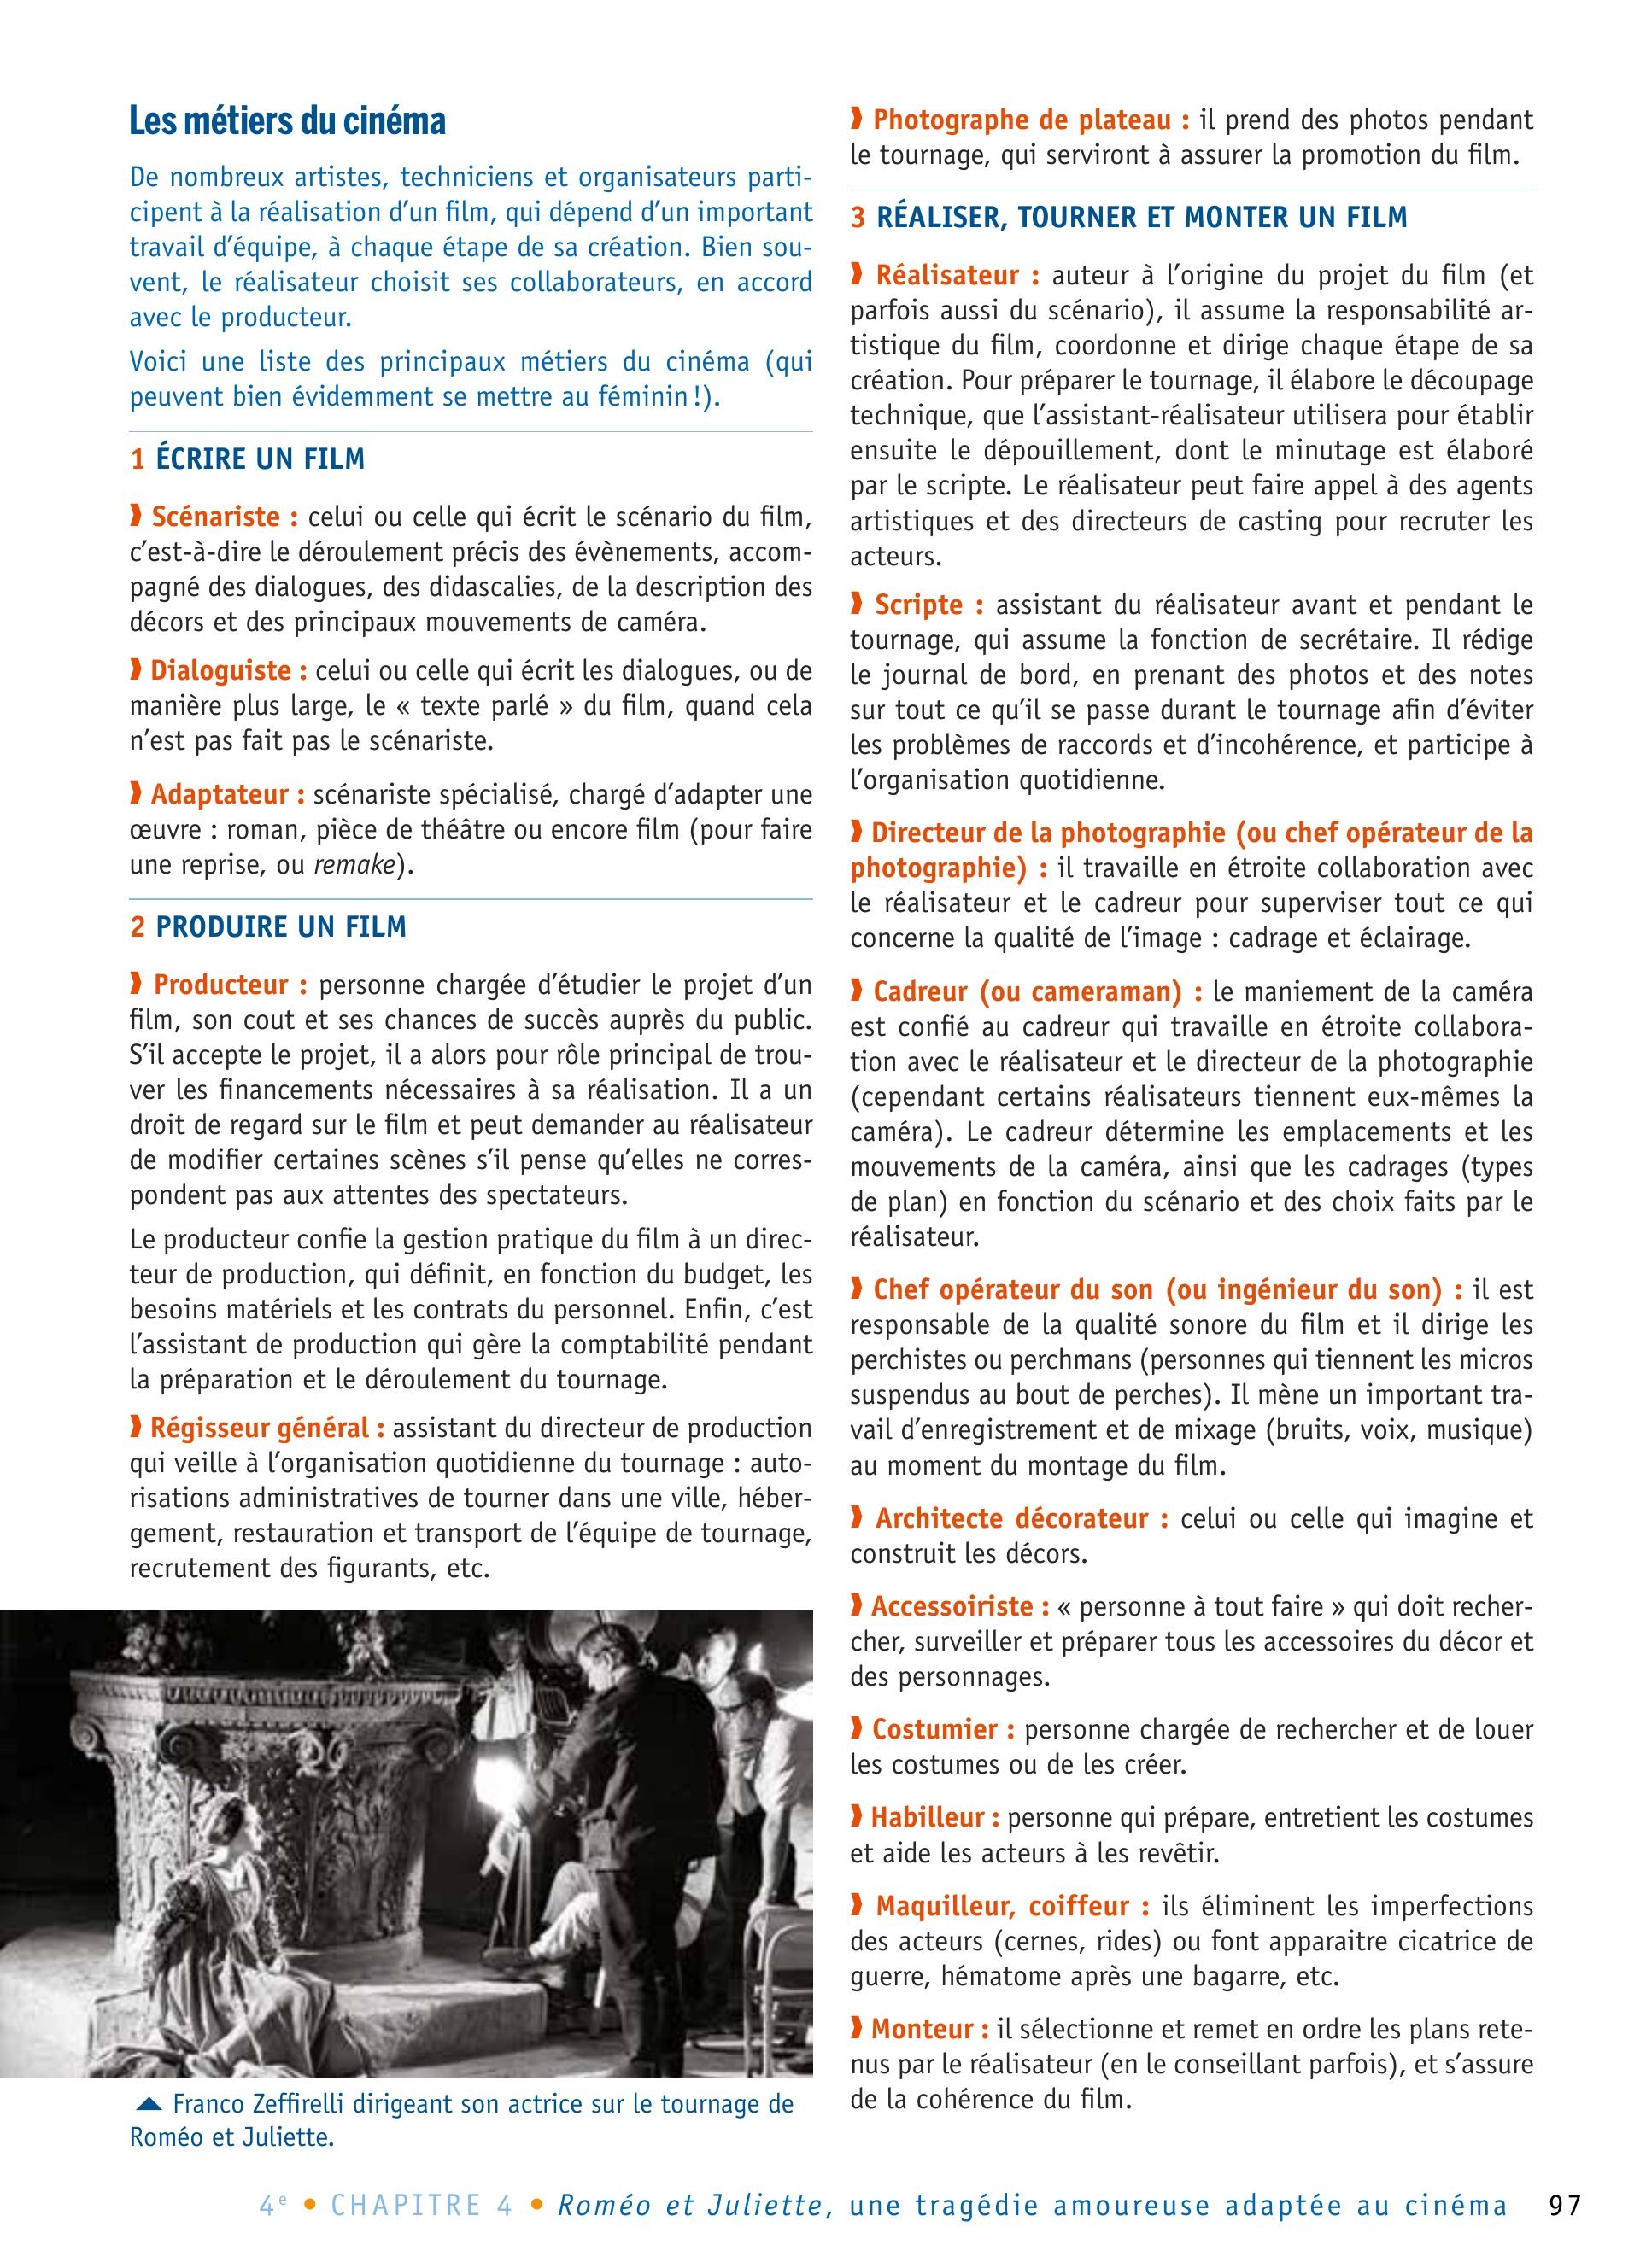 Les métiers du cinéma
De nombreux artistes, techniciens et organisateurs parti-
cipent à la réalisation d’un film, qui dépend d’un important
travail d’équipe, à chaque étape de sa création. Bien sou-
vent, le réalisateur choisit ses collaborateurs, en accord
avec le producteur.
Voici une liste des principaux métiers du cinéma (qui
peuvent bien évidemment se mettre au féminin !).
1 ÉCRIRE UN FILM
❱ Scénariste : celui ou celle qui écrit le scénario du film,
c’est-à-dire le déroulement précis des évènements, accom-
pagné des dialogues, des didascalies, de la description des
décors et des principaux mouvements de caméra.
❱ Dialoguiste : celui ou celle qui écrit les dialogues, ou de
manière plus large, le « texte parlé » du film, quand cela
n’est pas fait pas le scénariste.
❱ Adaptateur : scénariste spécialisé, chargé d’adapter une
œuvre : roman, pièce de théâtre ou encore film (pour faire
une reprise, ou remake).
2 PRODUIRE UN FILM
❱ Producteur : personne chargée d’étudier le projet d’un
film, son cout et ses chances de succès auprès du public.
S’il accepte le projet, il a alors pour rôle principal de trou-
ver les financements nécessaires à sa réalisation. Il a un
droit de regard sur le film et peut demander au réalisateur
de modifier certaines scènes s’il pense qu’elles ne corres-
pondent pas aux attentes des spectateurs.
Le producteur confie la gestion pratique du film à un direc-
teur de production, qui définit, en fonction du budget, les
besoins matériels et les contrats du personnel. Enfin, c’est
l’assistant de production qui gère la comptabilité pendant
la préparation et le déroulement du tournage.
❱ Régisseur général : assistant du directeur de production
qui veille à l’organisation quotidienne du tournage : auto-
risations administratives de tourner dans une ville, héber-
gement, restauration et transport de l’équipe de tournage,
recrutement des figurants, etc.
Franco Zeffirelli dirigeant son actrice sur le tournage de
Roméo et Juliette.
❱ Photographe de plateau : il prend des photos pendant
le tournage, qui serviront à assurer la promotion du film.
3 RÉALISER, TOURNER ET MONTER UN FILM
❱ Réalisateur : auteur à l’origine du projet du film (et
parfois aussi du scénario), il assume la responsabilité ar-
tistique du film, coordonne et dirige chaque étape de sa
création. Pour préparer le tournage, il élabore le découpage
technique, que l’assistant-réalisateur utilisera pour établir
ensuite le dépouillement, dont le minutage est élaboré
par le scripte. Le réalisateur peut faire appel à des agents
artistiques et des directeurs de casting pour recruter les
acteurs.
❱ Scripte : assistant du réalisateur avant et pendant le
tournage, qui assume la fonction de secrétaire. Il rédige
le journal de bord, en prenant des photos et des notes
sur tout ce qu’il se passe durant le tournage afin d’éviter
les problèmes de raccords et d’incohérence, et participe à
l’organisation quotidienne.
❱ Directeur de la photographie (ou chef opérateur de la
photographie) : il travaille en étroite collaboration avec
le réalisateur et le cadreur pour superviser tout ce qui
concerne la qualité de l’image : cadrage et éclairage.
❱ Cadreur (ou cameraman) : le maniement de la caméra
est confié au cadreur qui travaille en étroite collabora-
tion avec le réalisateur et le directeur de la photographie
(cependant certains réalisateurs tiennent eux-mêmes la
caméra). Le cadreur détermine les emplacements et les
mouvements de la caméra, ainsi que les cadrages (types
de plan) en fonction du scénario et des choix faits par le
réalisateur.
❱ Chef opérateur du son (ou ingénieur du son) : il est
responsable de la qualité sonore du film et il dirige les
perchistes ou perchmans (personnes qui tiennent les micros
suspendus au bout de perches). Il mène un important tra-
vail d’enregistrement et de mixage (bruits, voix, musique)
au moment du montage du film.
❱ Architecte décorateur : celui ou celle qui imagine et
construit les décors.
❱ Accessoiriste : « personne à tout faire » qui doit recher-
cher, surveiller et préparer tous les accessoires du décor et
des personnages.
❱ Costumier : personne chargée de rechercher et de louer
les costumes ou de les créer.
❱ Habilleur : personne qui prépare, entretient les costumes
et aide les acteurs à les revêtir.
❱ Maquilleur, coiffeur : ils éliminent les imperfections
des acteurs (cernes, rides) ou font apparaitre cicatrice de
guerre, hématome après une bagarre, etc.
❱ Monteur : il sélectionne et remet en ordre les plans rete-
nus par le réalisateur (en le conseillant parfois), et s’assure
de la cohérence du film.
4e • CHAPITRE 4 • Roméo et Juliette, une tragédie amoureuse adaptée au cinéma 97